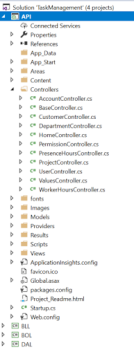 Solution 'TaskManagement' (4 projects)
API
Connected Services
Properties
References
App_Data
App_Start
Areas
Content
Controllers
AccountController.cs
BaseController.cs
CustomerController.cs
DepartmentController.cs
HomeController.cs
PermissionController.cs
PresenceHoursController.cs
ProjectController.cs
UserController.cs
ValuesController.cs
WorkerHoursController.cs
fonts
Images
Models
Providers
Results
Scripts
Views
ApplicationInsights.config
favicon.ico
Global.asax
packages.config
Project_Readme.html
Startup.cs
Web.config
BLL
BOL
DAL